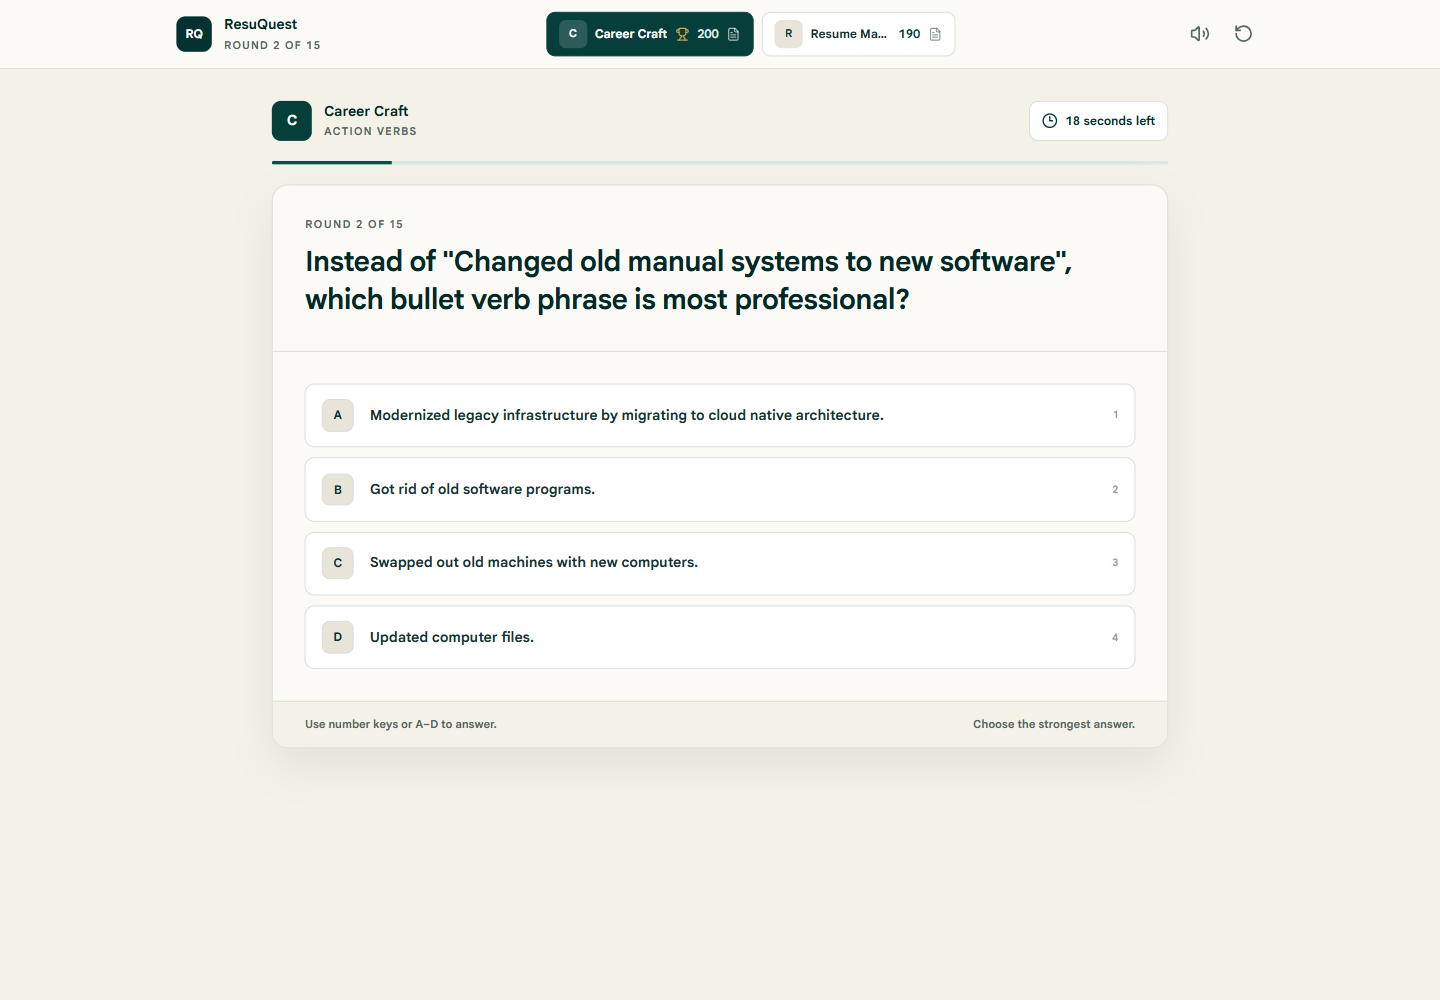 RQ
ResuQuest
ROUND 2 OF 15
C Career Craft 200
R Resume Ma... 190
C
Career Craft
ACTION VERBS
18 seconds left
ROUND 2 OF 15
Instead of "Changed old manual systems to new software",
which bullet verb phrase is most professional?
A Modernized legacy infrastructure by migrating to cloud native architecture. 1
B Got rid of old software programs. 2
C Swapped out old machines with new computers. 3
D Updated computer files. 4
Use number keys or A–D to answer. Choose the strongest answer.